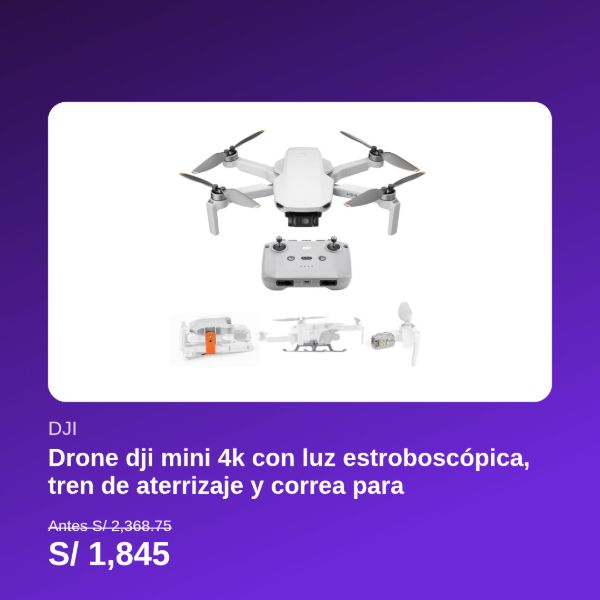 DJI
Drone dji mini 4k con luz estroboscópica,
tren de aterrizaje y correa para
Antes S/ 2,368.75
S/ 1,845